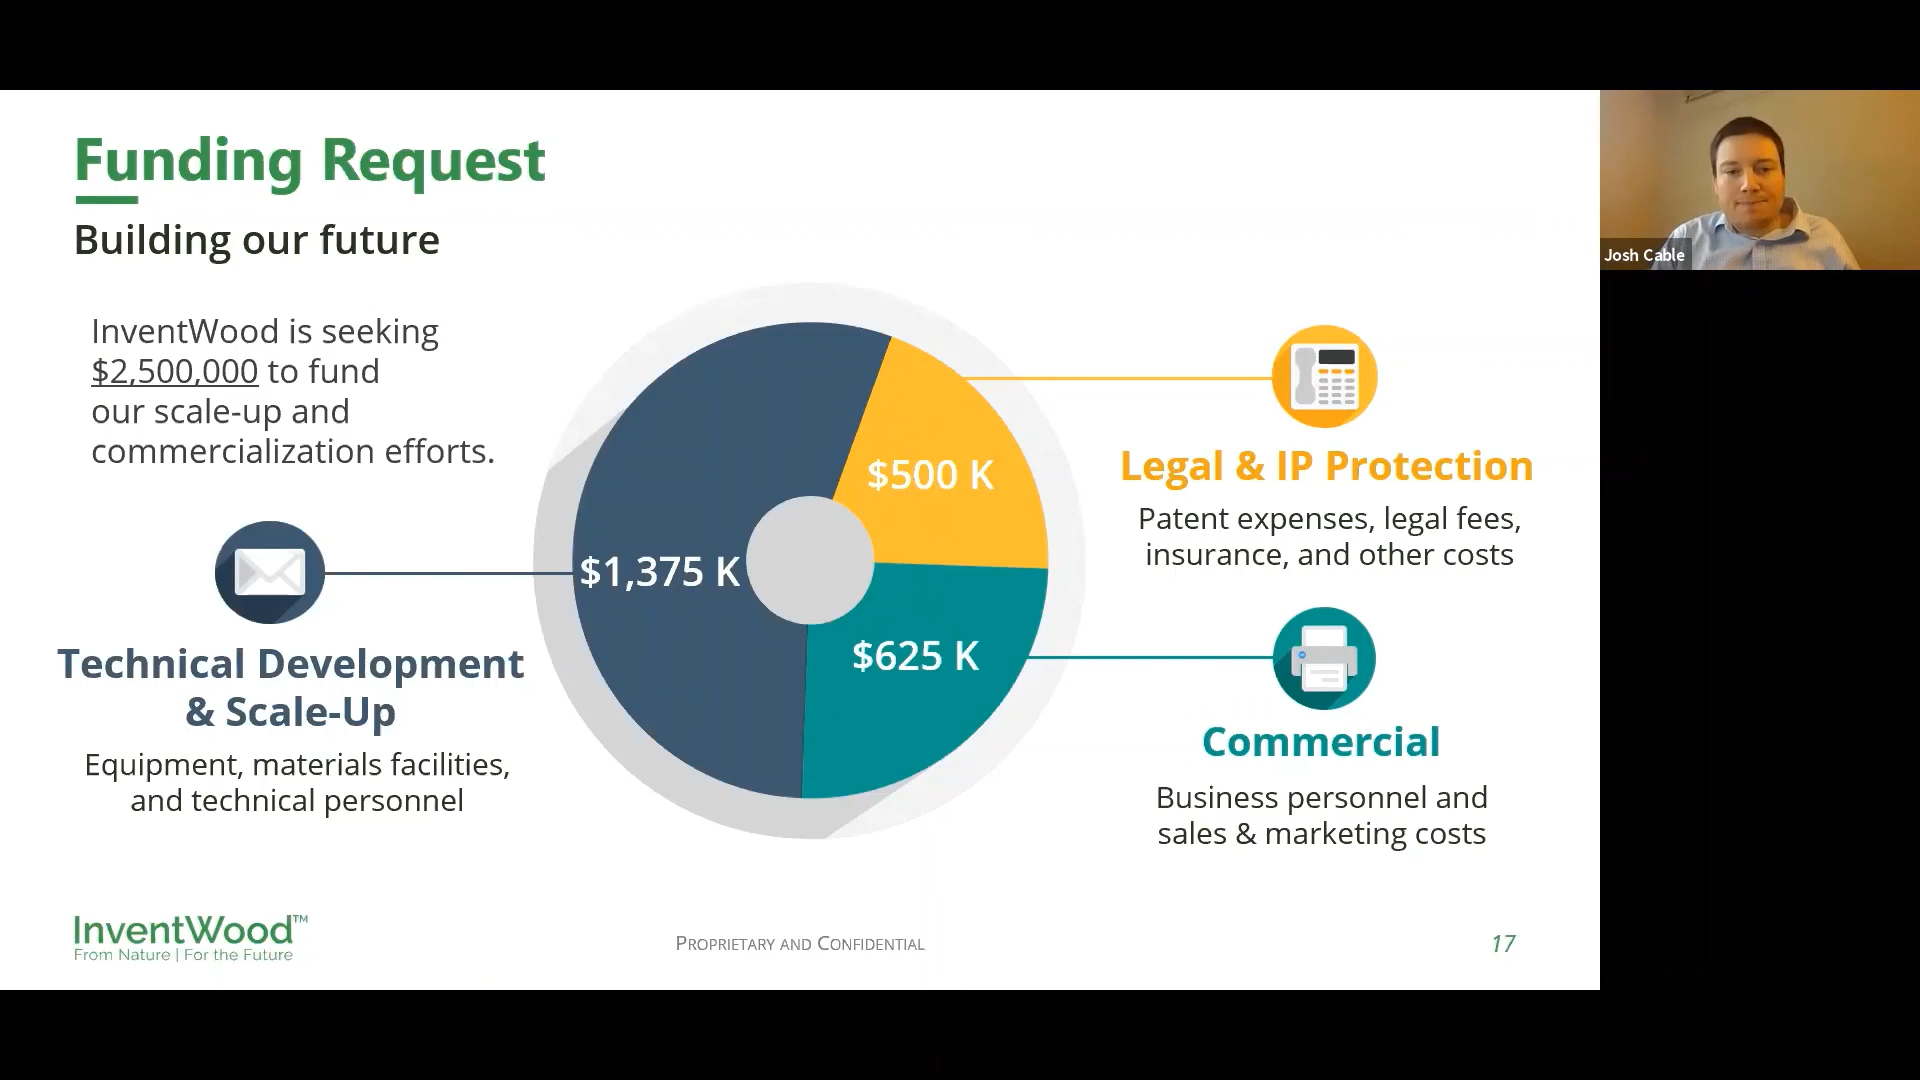 Funding Request
Building our future
InventWood is seeking
$2,500,000 to fund
our scale-up and
commercialization efforts.
$1,375 K
Technical Development
& Scale-Up
Equipment, materials facilities,
and technical personnel
$500 K
$625 K
Legal & IP Protection
Patent expenses, legal fees,
insurance, and other costs
Commercial
Business personnel and
sales & marketing costs
InventWood™
From Nature | For the Future
PROPRIETARY AND CONFIDENTIAL
17
Josh Cable